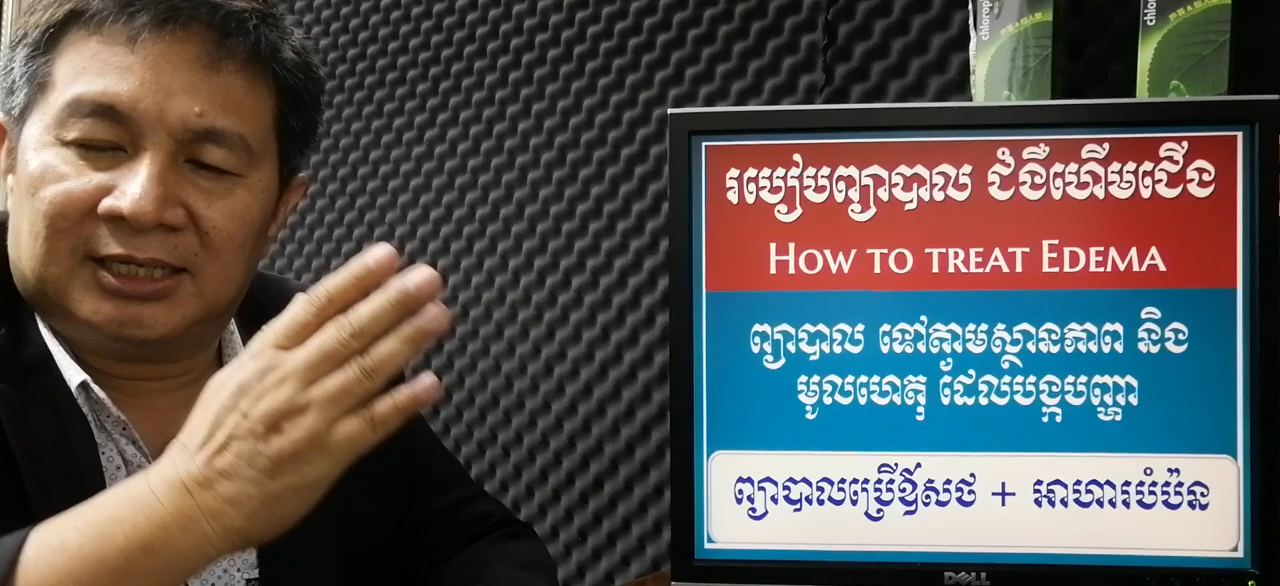 chlorop
chloro
របៀបព្យាបាល ជំងឺហើមជើង
HOW TO TREAT EDEMA
ព្យាបាល ទៅតាមស្ថានភាព និង
មូលហេតុ ដែលបង្កបញ្ហា
ព្យាបាលប្រើឱសថ + អាហារបំប៉ន
DELL